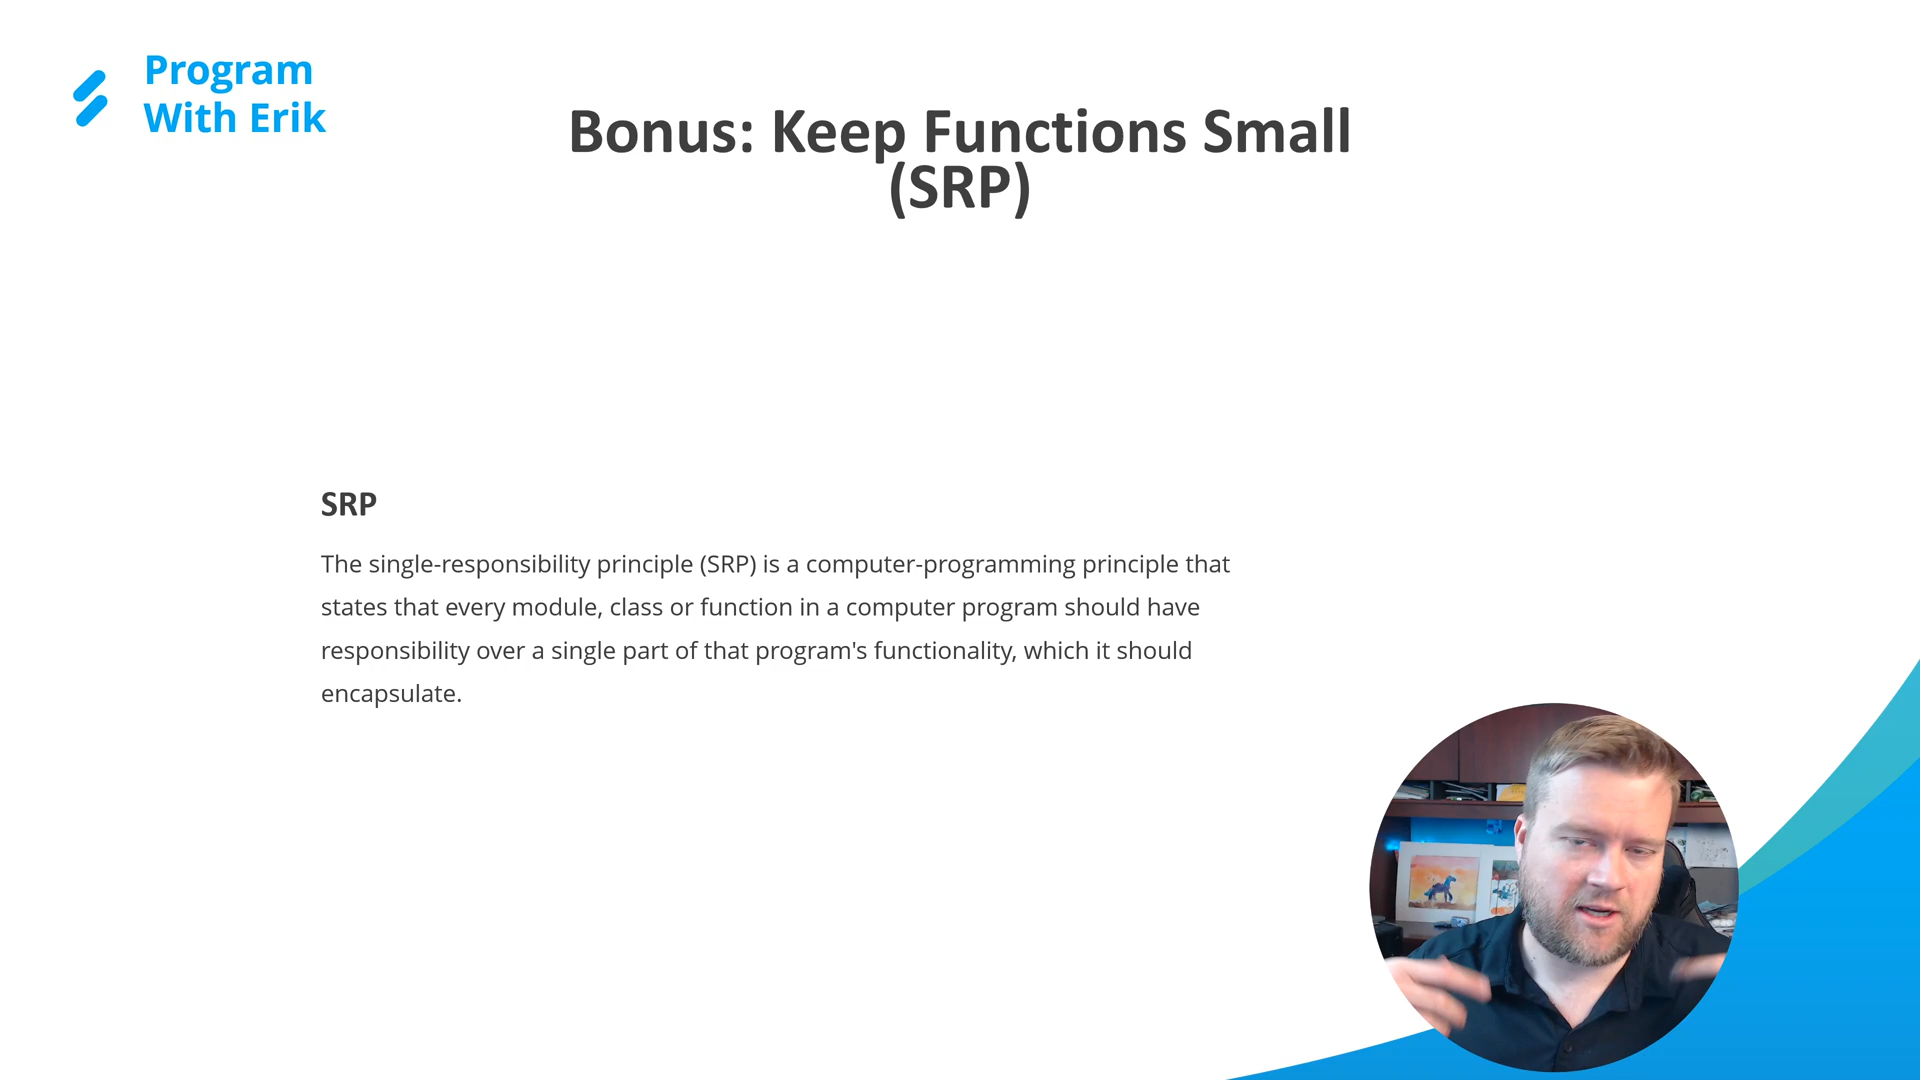 Program
With Erik
Bonus: Keep Functions Small
(SRP)
SRP
The single-responsibility principle (SRP) is a computer-programming principle that
states that every module, class or function in a computer program should have
responsibility over a single part of that program's functionality, which it should
encapsulate.